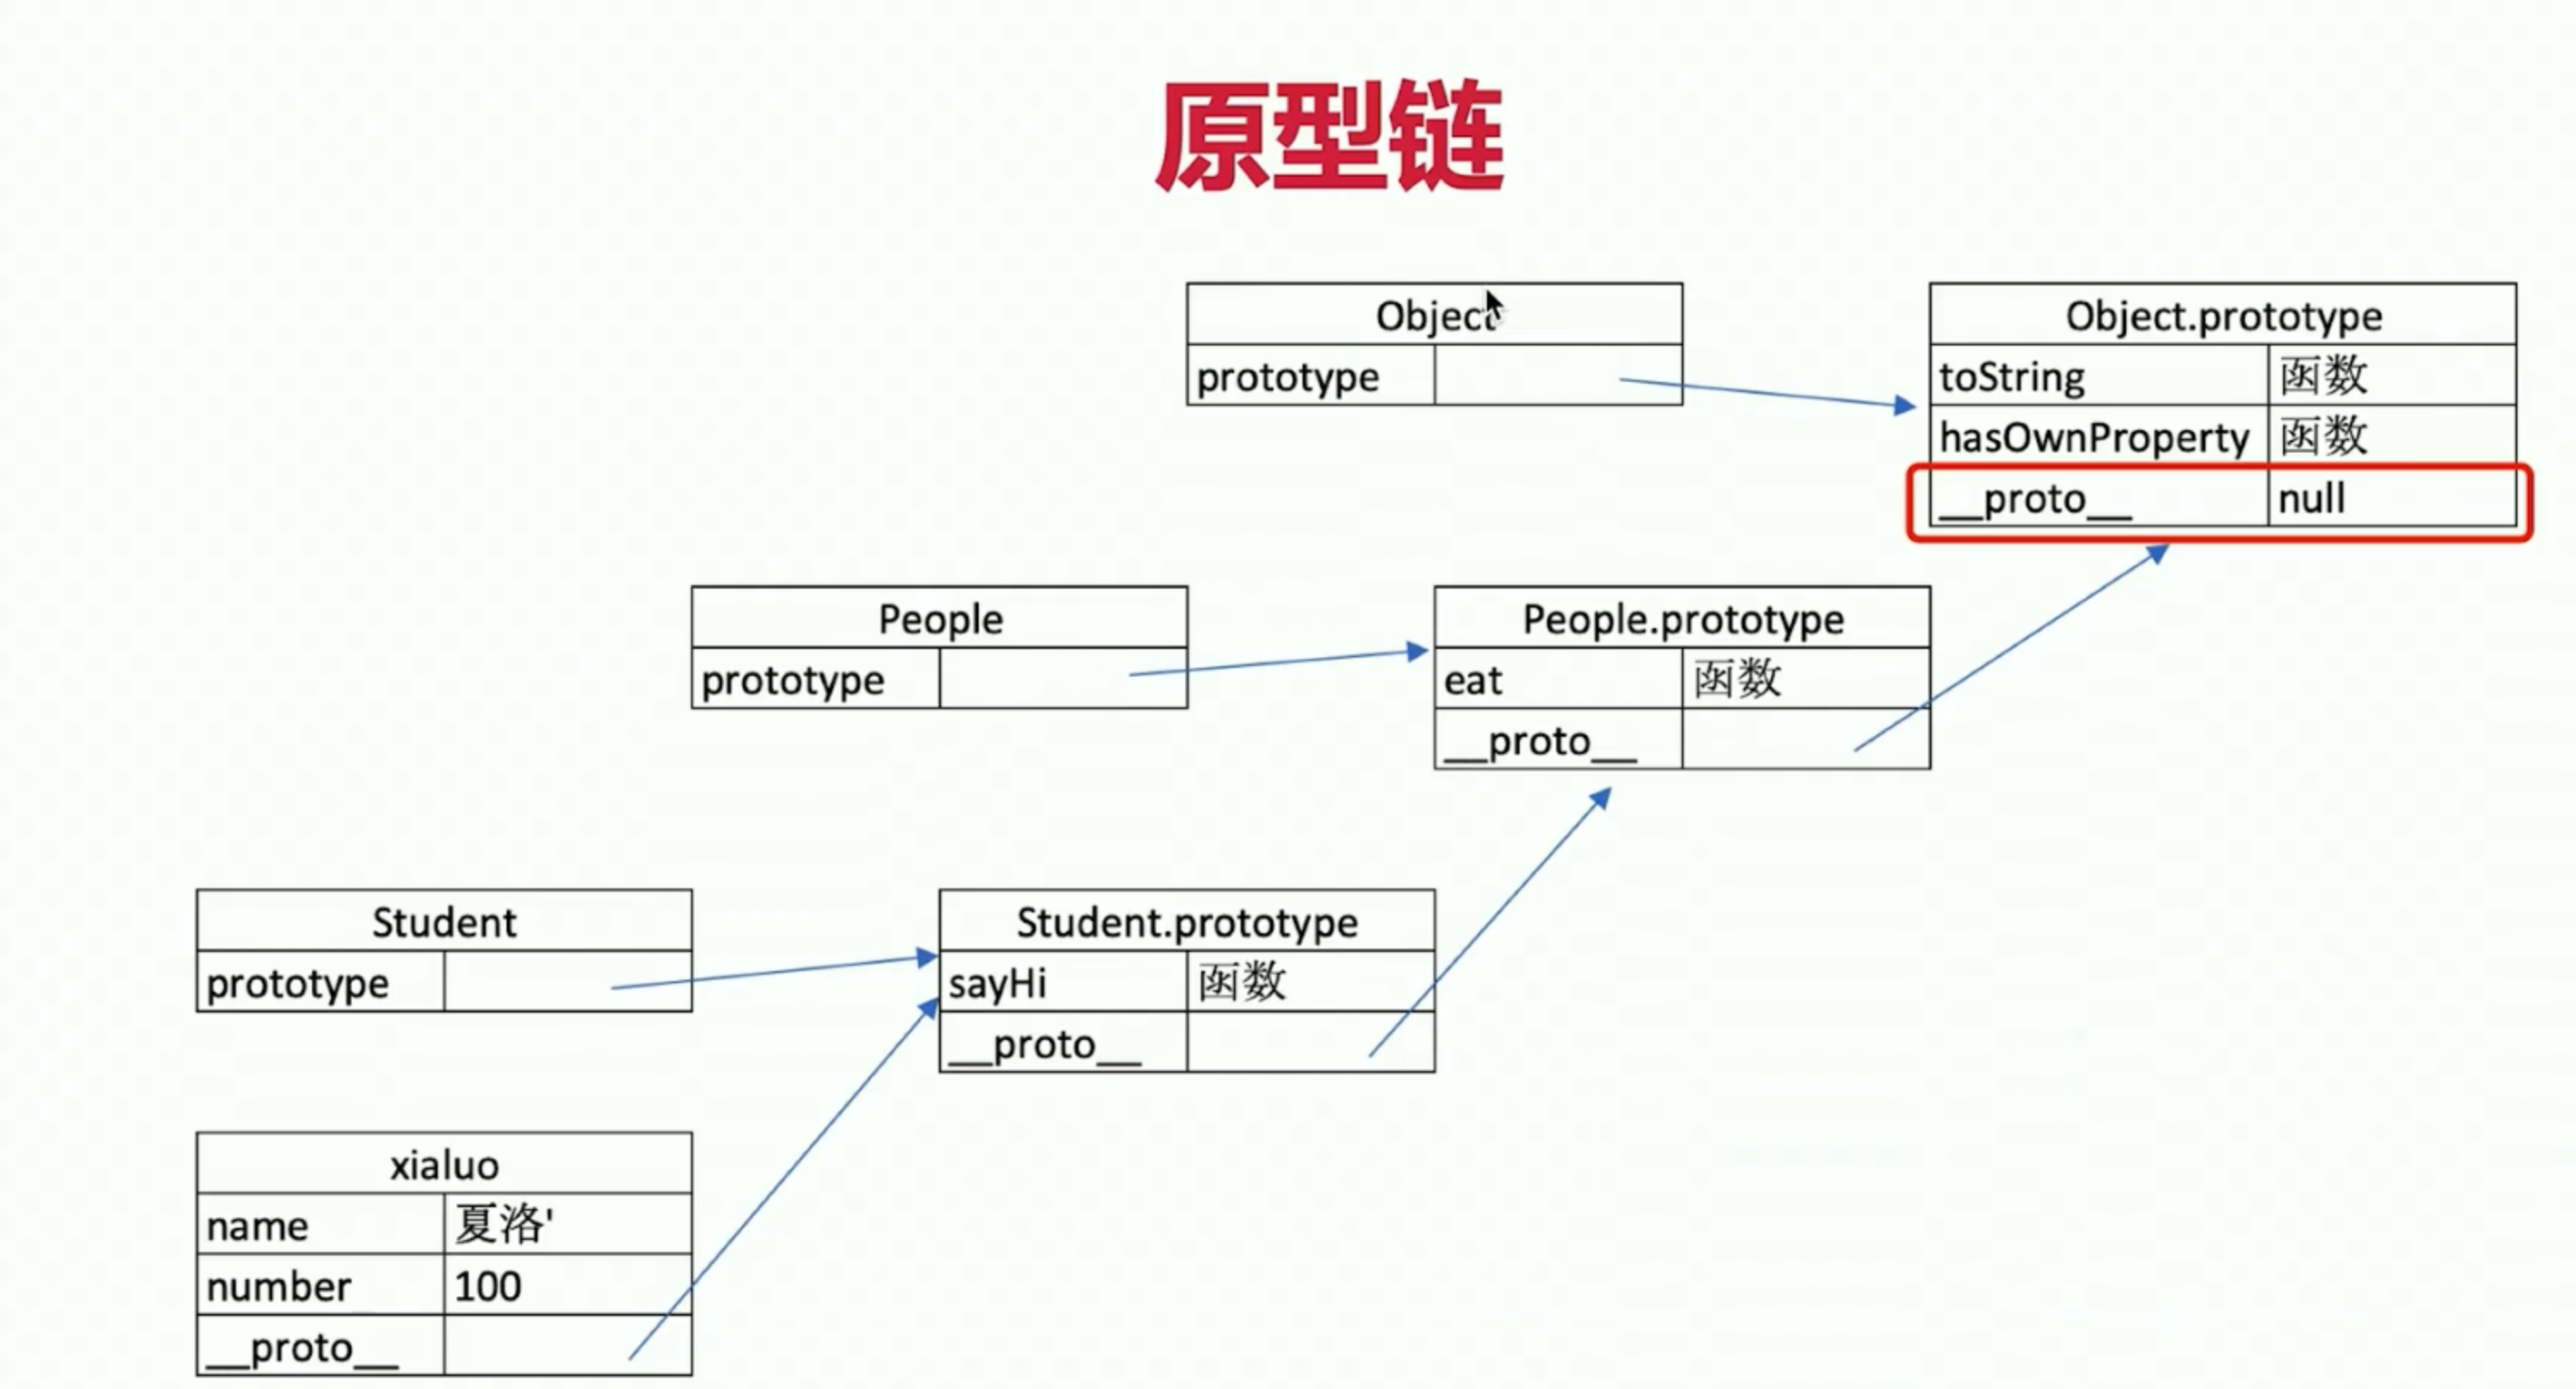 原型链
Object
prototype
Object.prototype
toString 函数
hasOwnProperty 函数
__proto__ null
People
prototype
People.prototype
eat 函数
__proto__
Student
prototype
Student.prototype
sayHi 函数
__proto__
xialuo
name 夏洛'
number 100
__proto__